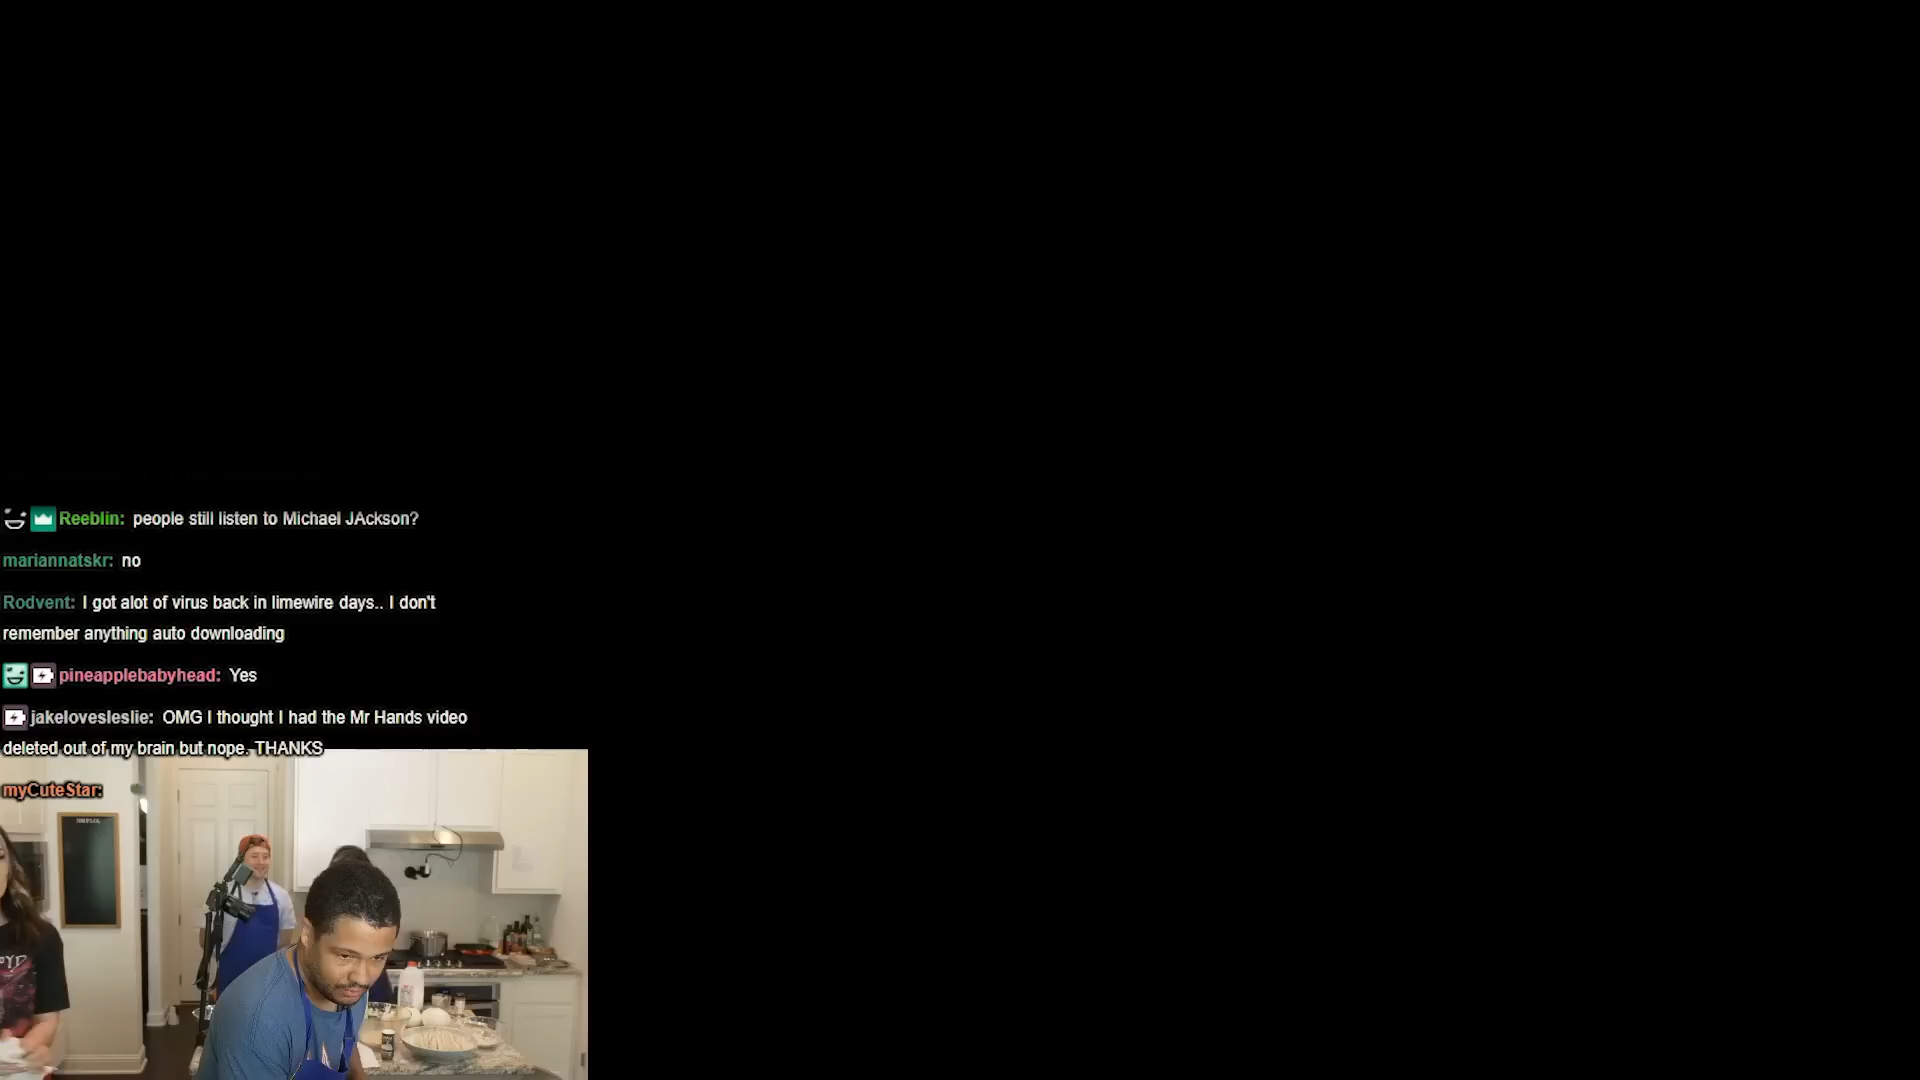 Reeblin: people still listen to Michael JAckson?
mariannatskr: no
Rodvent: I got alot of virus back in limewire days.. I don't
remember anything auto downloading
pineapplebabyhead: Yes
jakelovesleslie: OMG I thought I had the Mr Hands video
deleted out of my brain but nope. THANKS
myCuteStar: